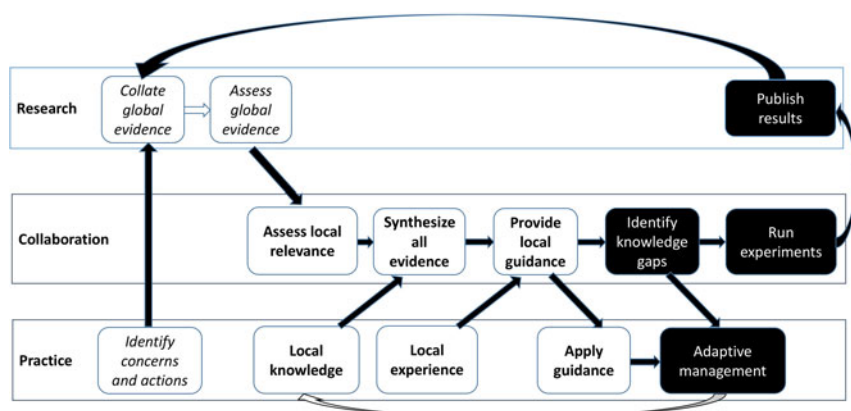 Research
Collate
global
evidence
Assess
global
evidence
Publish
results
Collaboration
Assess local
relevance
Synthesize
all
evidence
Provide
local
guidance
Identify
knowledge
gaps
Run
experiments
Practice
Identify
concerns
and actions
Local
knowledge
Local
experience
Apply
guidance
Adaptive
management